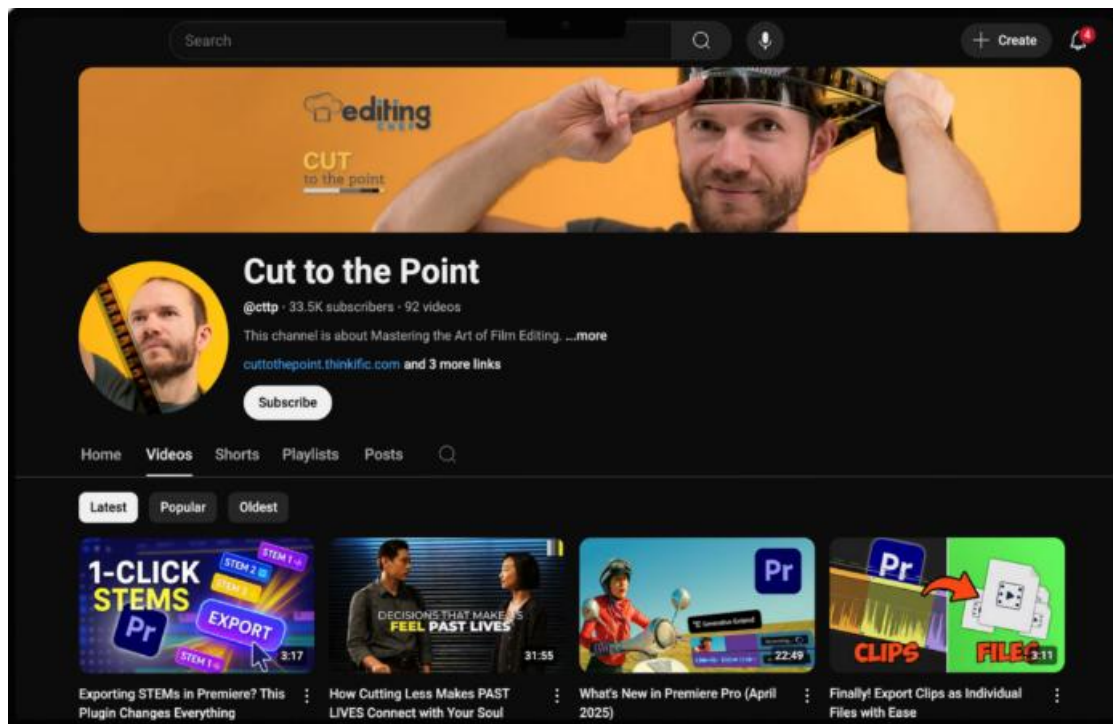 Search
Create
4
editing
CUT
to the point
Cut to the Point
@cttp · 33.5K subscribers · 92 videos
This channel is about Mastering the Art of Film Editing. ...more
cuttothepoint.thinkific.com and 3 more links
Subscribe
Home Videos Shorts Playlists Posts
Latest Popular Oldest
1-CLICK
STEMS
Pr
STEM 1
STEM 2
EXPORT
STEM 1
3:17
DECISIONS THAT MAKE US
FEEL PAST LIVES
31:55
Pr
Generative Extend
22:49
Pr
CLIPS
FILES
3:11
Exporting STEMs in Premiere? This
Plugin Changes Everything
How Cutting Less Makes PAST
LIVES Connect with Your Soul
What's New in Premiere Pro (April
2025)
Finally! Export Clips as Individual
Files with Ease